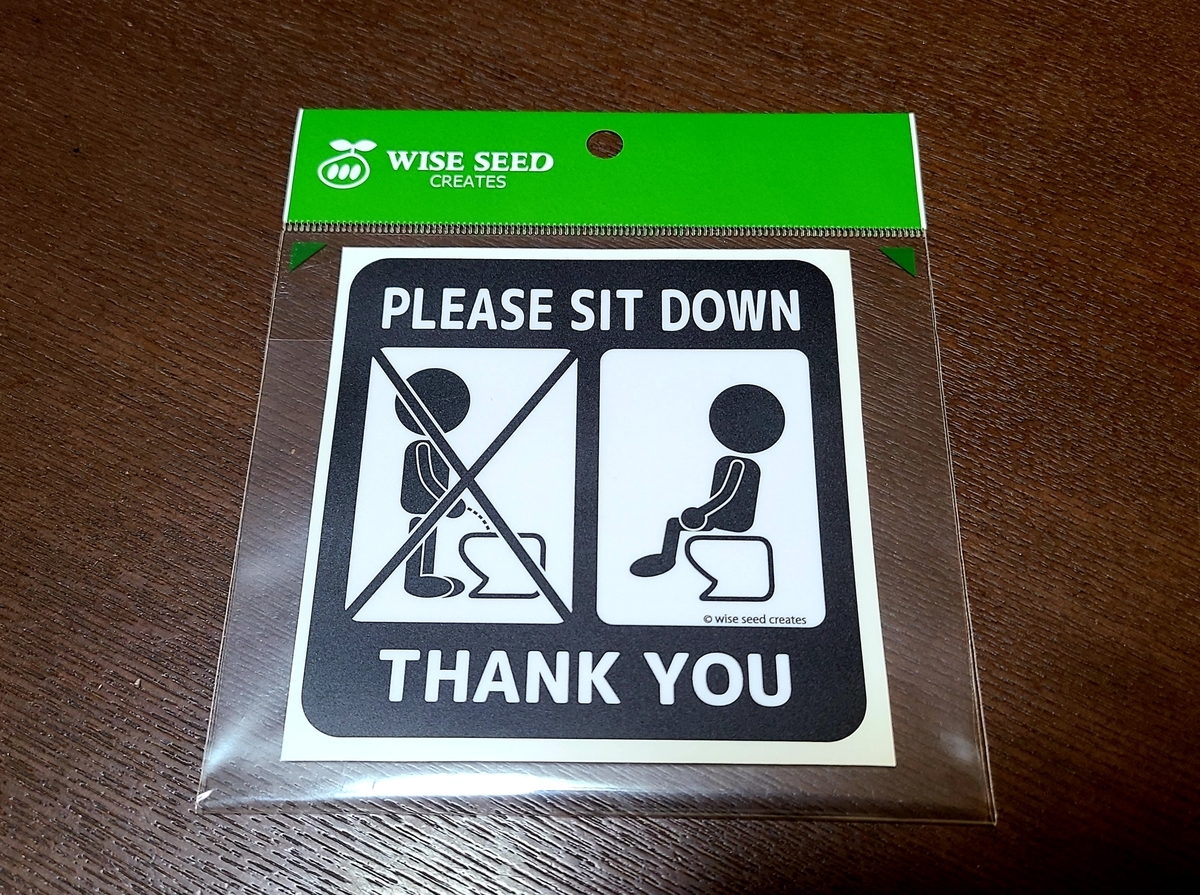 WISE SEED
CREATES
PLEASE SIT DOWN
© wise seed creates
THANK YOU